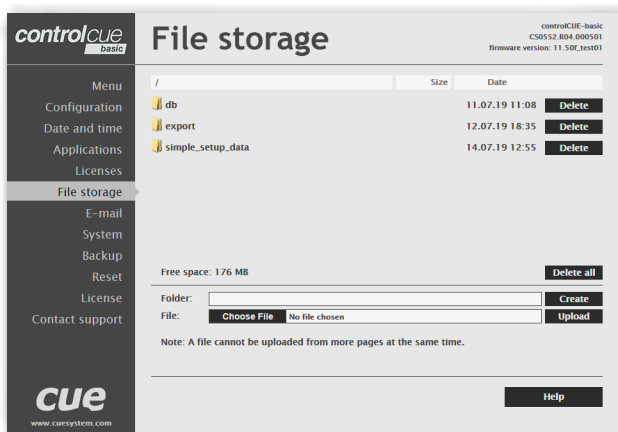 controlcue
basic
File storage
controlCUE-basic
CS0552.R04.000501
firmware version: 11.50f_test01
Menu
Configuration
Date and time
Applications
Licenses
File storage
E-mail
System
Backup
Reset
License
Contact support
/ Size Date
db 11.07.19 11:08 Delete
export 12.07.19 18:35 Delete
simple_setup_data 14.07.19 12:55 Delete
Free space: 176 MB Delete all
Folder: Create
File: Choose File No file chosen Upload
Note: A file cannot be uploaded from more pages at the same time.
Help
cue
www.cuesystem.com